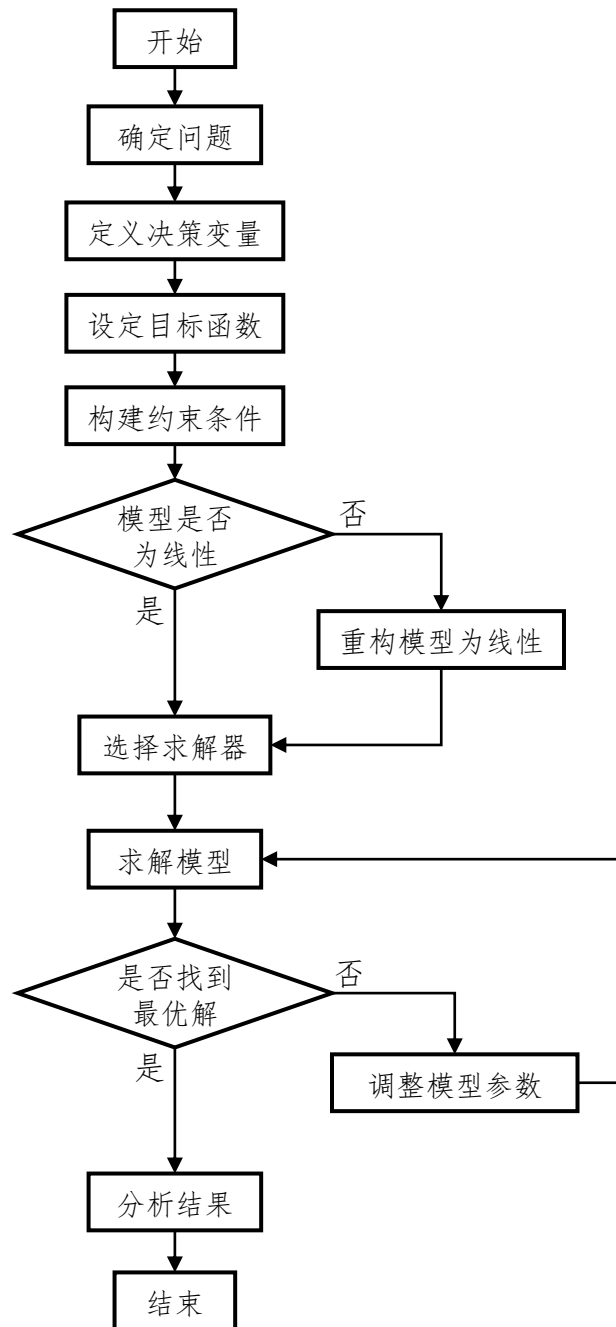 开始
确定问题
定义决策变量
设定目标函数
构建约束条件
模型是否
为线性
否
是
重构模型为线性
选择求解器
求解模型
是否找到
最优解
否
是
调整模型参数
分析结果
结束